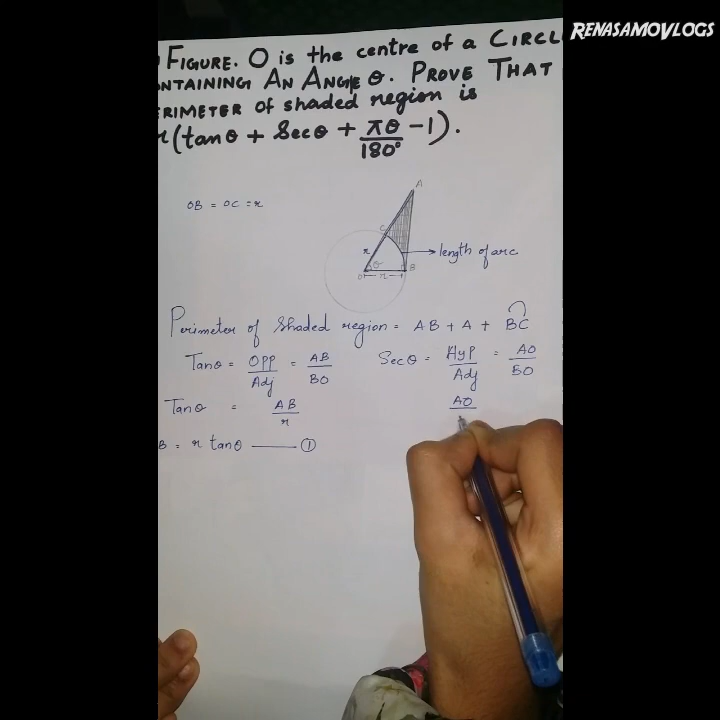 RENASAMOVLOGS
FIGURE. O is the centre of a CIRCL
NTAINING AN ANGLE θ. PROVE THAT
RIMETER of shaded region is
r(tanθ + Secθ + πθ/180° - 1).
OB = OC = r
A
C
r
θ
O
r
B
length of arc
Perimeter of Shaded region = AB + A + B͡C
Tanθ = Opp/Adj = AB/BO
Secθ = Hyp/Adj = AO/BO
Tanθ = AB/r
AO
B = r tanθ ——— ①